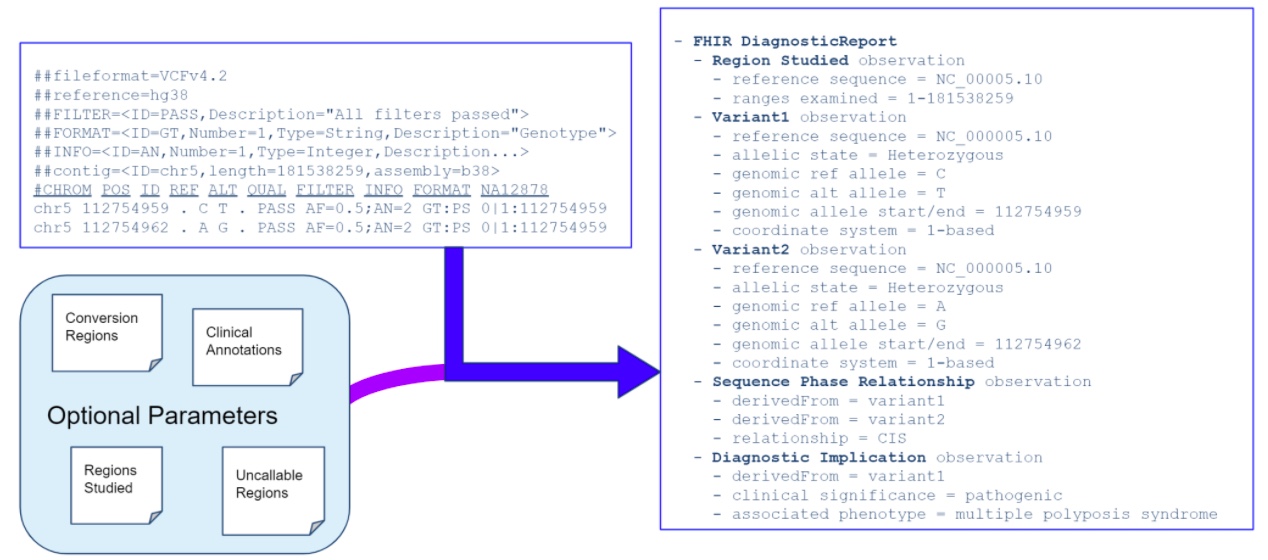 ##fileformat=VCFv4.2
##reference=hg38
##FILTER=<ID=PASS,Description="All filters passed">
##FORMAT=<ID=GT,Number=1,Type=String,Description="Genotype">
##INFO=<ID=AN,Number=1,Type=Integer,Description...>
##contig=<ID=chr5,length=181538259,assembly=b38>
#CHROM POS ID REF ALT QUAL FILTER INFO FORMAT NA12878
chr5 112754959 . C T . PASS AF=0.5;AN=2 GT:PS 0|1:112754959
chr5 112754962 . A G . PASS AF=0.5;AN=2 GT:PS 0|1:112754959
Conversion
Regions
Clinical
Annotations
Optional Parameters
Regions
Studied
Uncallable
Regions
- FHIR DiagnosticReport
- Region Studied observation
- reference sequence = NC_00005.10
- ranges examined = 1-181538259
- Variant1 observation
- reference sequence = NC_00005.10
- allelic state = Heterozygous
- genomic ref allele = C
- genomic alt allele = T
- genomic allele start/end = 112754959
- coordinate system = 1-based
- Variant2 observation
- reference sequence = NC_000005.10
- allelic state = Heterozygous
- genomic ref allele = A
- genomic alt allele = G
- genomic allele start/end = 112754962
- coordinate system = 1-based
- Sequence Phase Relationship observation
- derivedFrom = variant1
- derivedFrom = variant2
- relationship = CIS
- Diagnostic Implication observation
- derivedFrom = variant1
- clinical significance = pathogenic
- associated phenotype = multiple polyposis syndrome